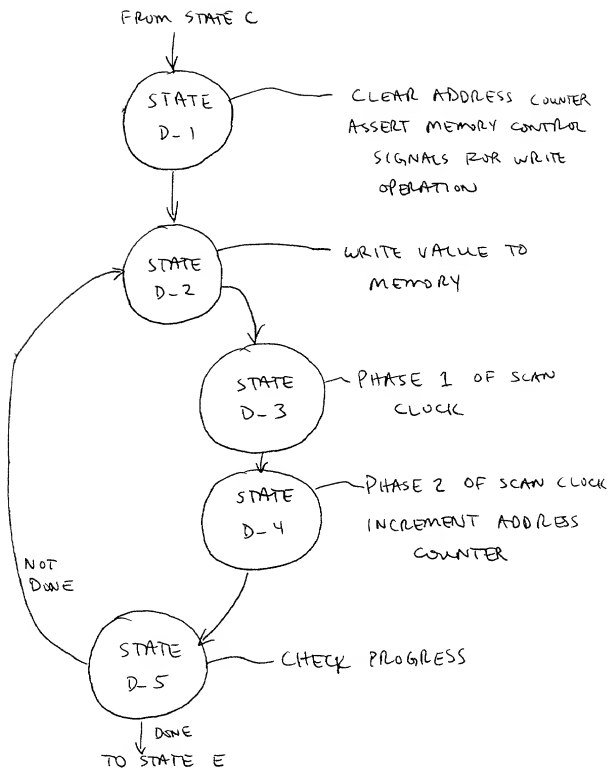 FROM STATE C
STATE
D-1
CLEAR ADDRESS COUNTER
ASSERT MEMORY CONTROL
SIGNALS FOR WRITE
OPERATION
STATE
D-2
WRITE VALUE TO
MEMORY
STATE
D-3
PHASE 1 OF SCAN
CLOCK
STATE
D-4
PHASE 2 OF SCAN CLOCK
INCREMENT ADDRESS
COUNTER
NOT
DONE
STATE
D-5
CHECK PROGRESS
DONE
TO STATE E